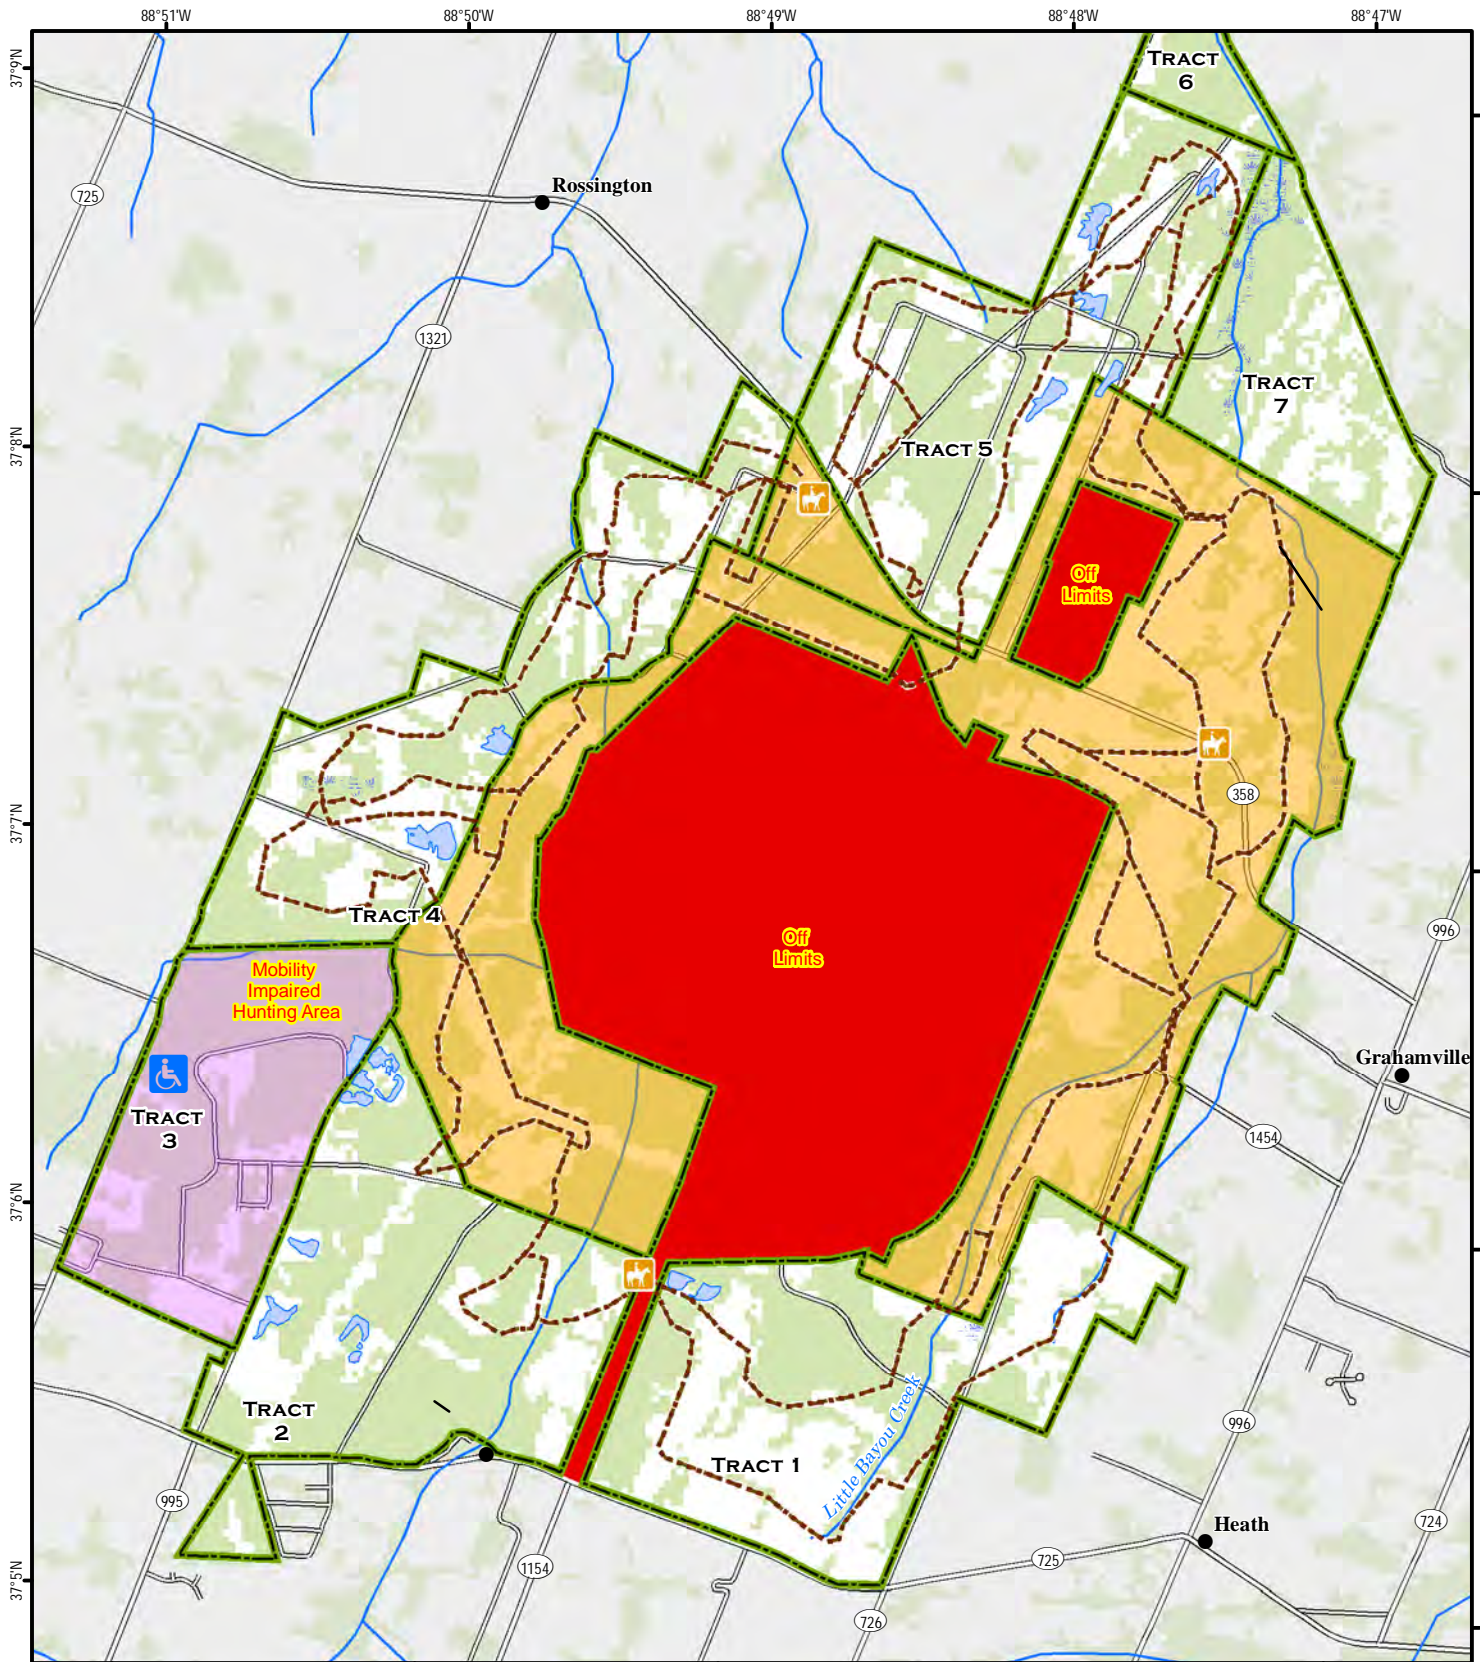 88°51'W
88°50'W
88°49'W
88°48'W
88°47'W
37°9'N
37°8'N
37°7'N
37°6'N
37°5'N
Tract
6
Rossington
725
1321
Tract
7
Tract 5
Off
Limits
358
Tract 4
Off
Limits
996
Mobility
Impaired
Hunting Area
Grahamville
Tract
3
1454
Tract
2
996
Tract 1
Little Bayou Creek
995
Heath
724
1154
725
726